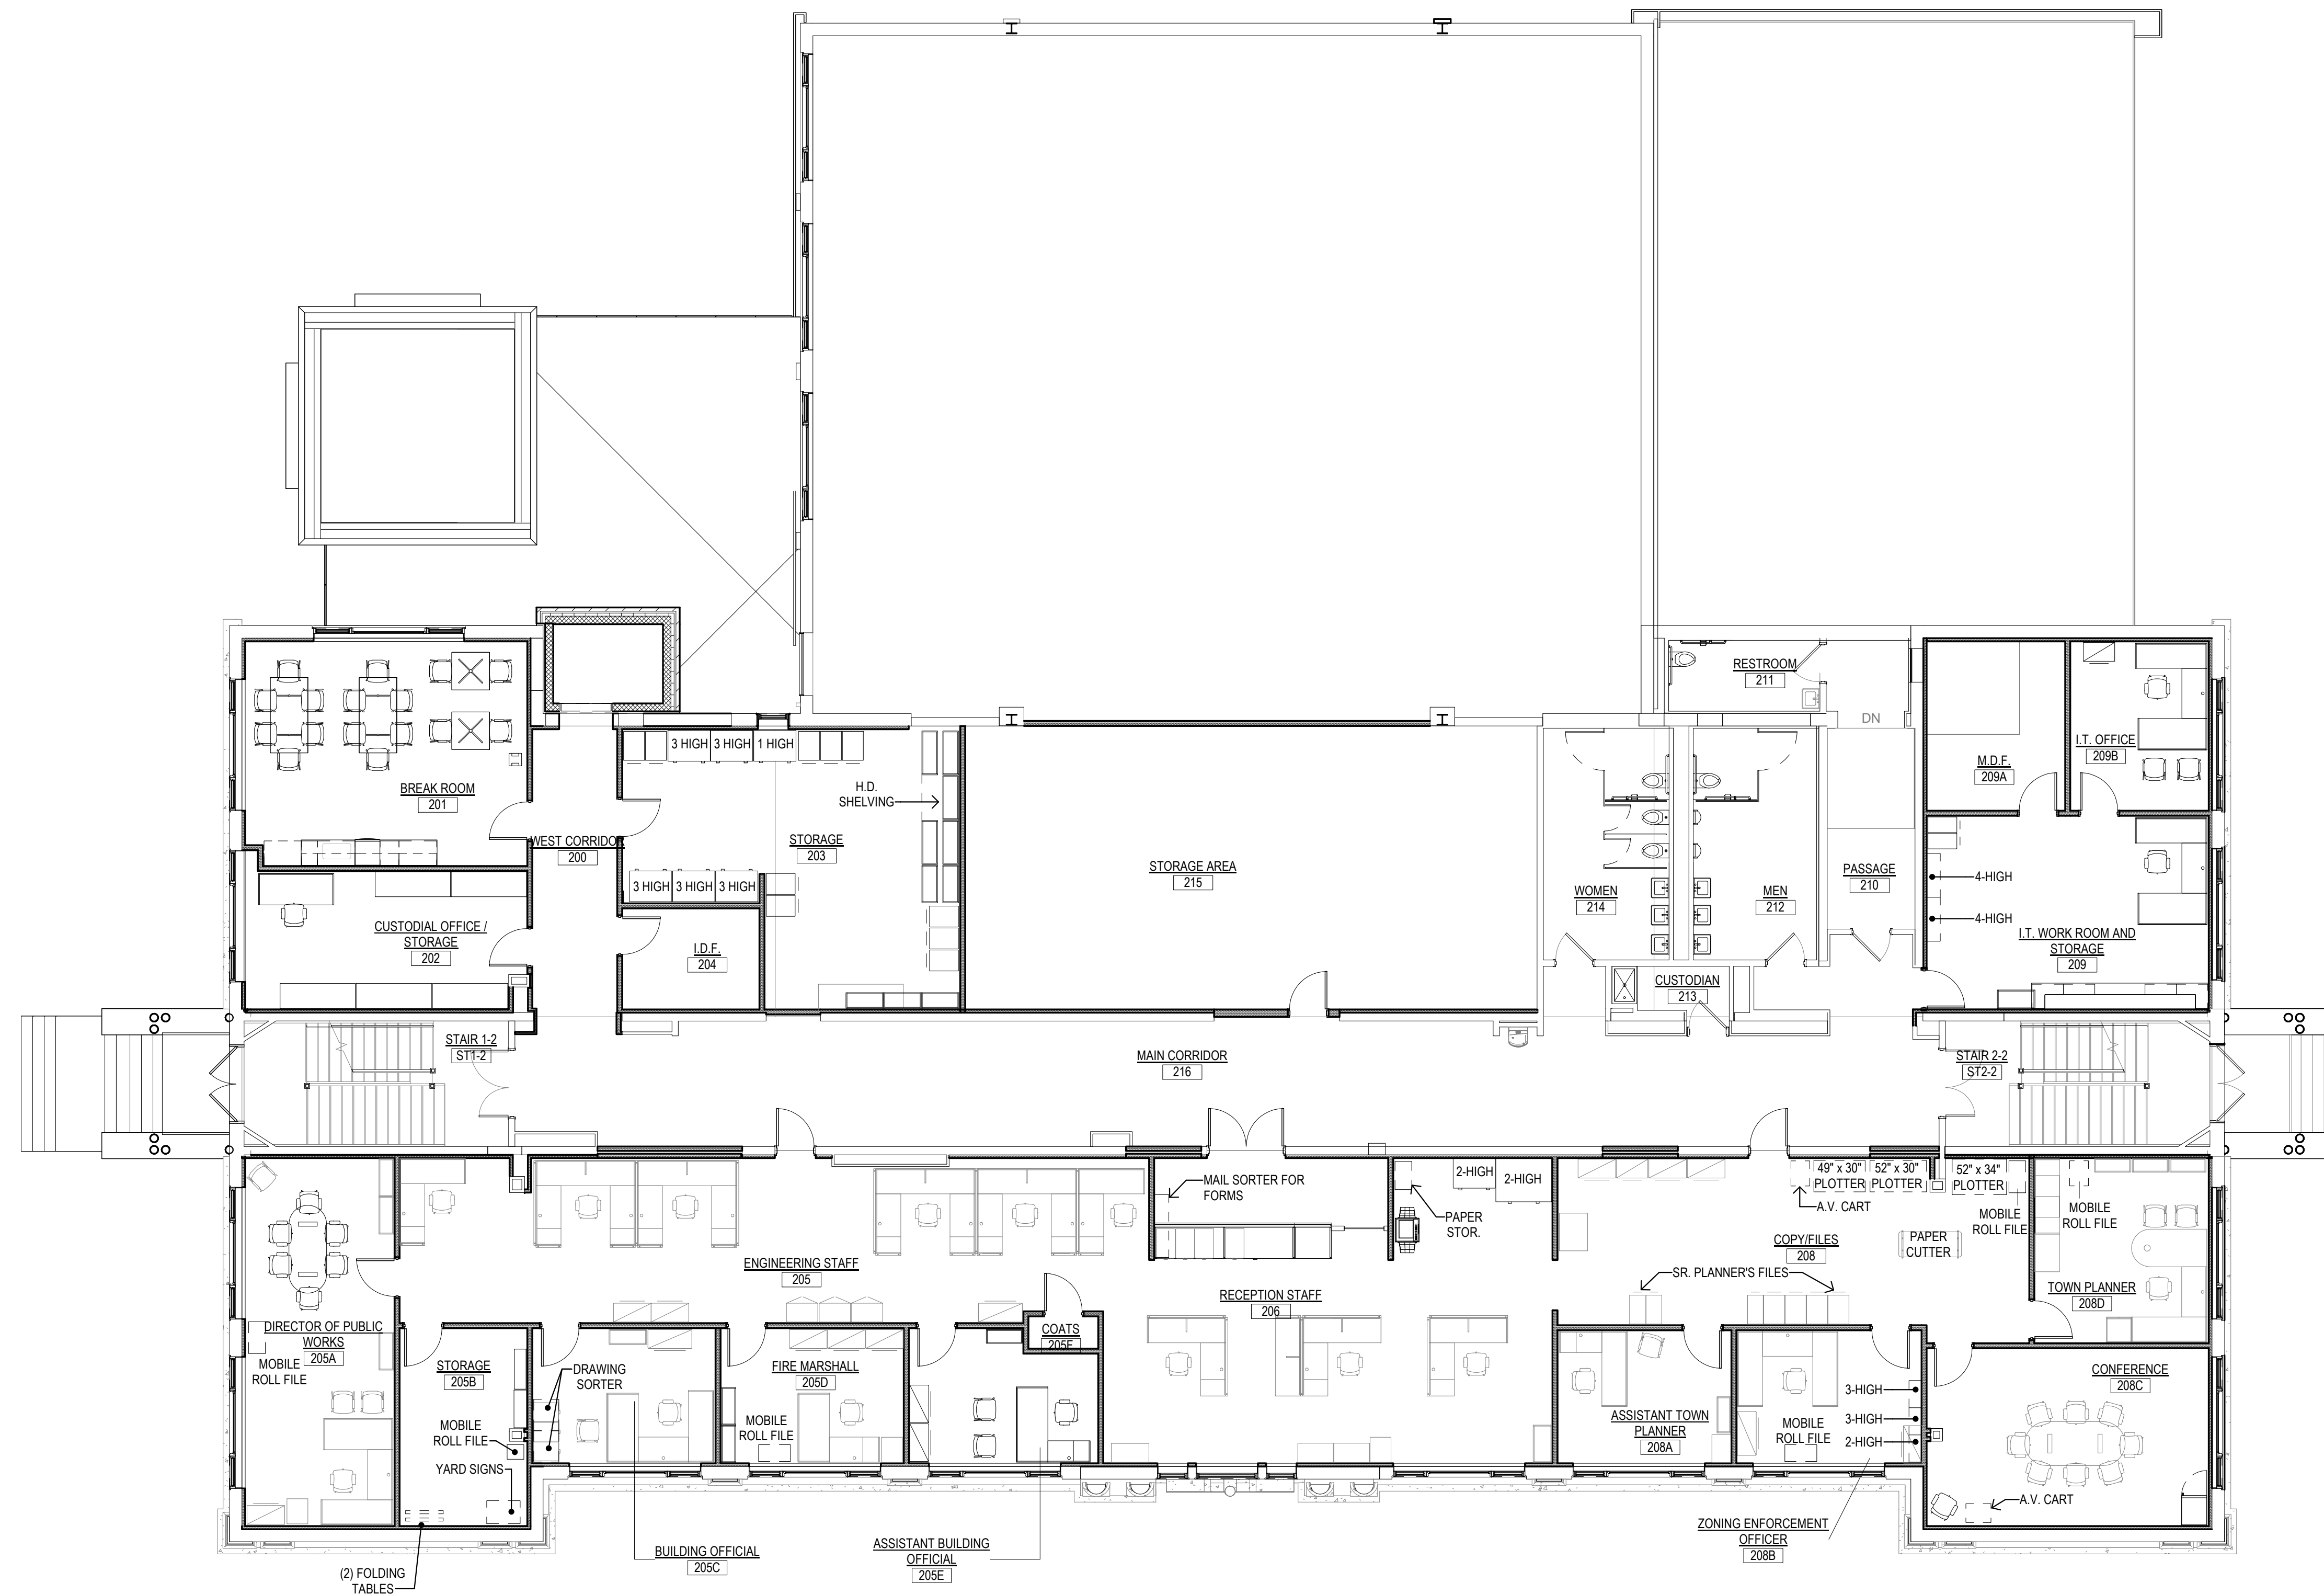 RESTROOM
211
DN
I.T. OFFICE
209B
M.D.F.
209A
3 HIGH
3 HIGH
1 HIGH
BREAK ROOM
201
H.D.
SHELVING
WEST CORRIDOR
200
STORAGE
203
STORAGE AREA
215
3 HIGH
3 HIGH
3 HIGH
WOMEN
214
MEN
212
PASSAGE
210
4-HIGH
4-HIGH
CUSTODIAL OFFICE /
STORAGE
202
I.D.F.
204
I.T. WORK ROOM AND
STORAGE
209
CUSTODIAN
213
STAIR 1-2
ST1-2
MAIN CORRIDOR
216
STAIR 2-2
ST2-2
MAIL SORTER FOR
FORMS
2-HIGH
2-HIGH
49" x 30"
PLOTTER
52" x 30"
PLOTTER
52" x 34"
PLOTTER
A.V. CART
PAPER
STOR.
MOBILE
ROLL FILE
MOBILE
ROLL FILE
ENGINEERING STAFF
205
COPY/FILES
208
PAPER
CUTTER
SR. PLANNER'S FILES
RECEPTION STAFF
206
TOWN PLANNER
208D
DIRECTOR OF PUBLIC
WORKS
205A
MOBILE
ROLL FILE
STORAGE
205B
DRAWING
SORTER
FIRE MARSHALL
205D
COATS
205F
CONFERENCE
208C
3-HIGH
3-HIGH
2-HIGH
MOBILE
ROLL FILE
YARD SIGNS
MOBILE
ROLL FILE
ASSISTANT TOWN
PLANNER
208A
MOBILE
ROLL FILE
A.V. CART
(2) FOLDING
TABLES
BUILDING OFFICIAL
205C
ASSISTANT BUILDING
OFFICIAL
205E
ZONING ENFORCEMENT
OFFICER
208B